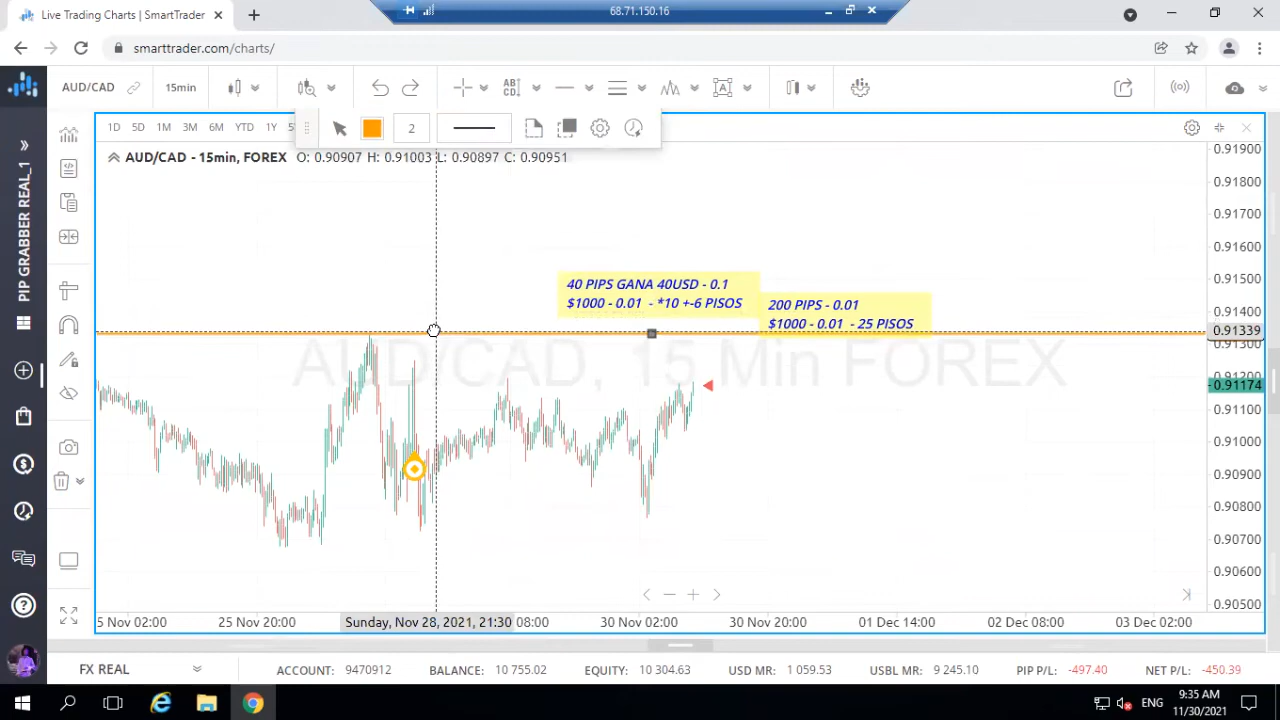 Live Trading Charts | SmartTrader
68.71.150.16
smarttrader.com/charts/
AUD/CAD
15min
AB
CD
A
1D 5D 1M 3M 6M YTD 1Y
2
AUD/CAD - 15min, FOREX O: 0.90907 H: 0.91003 L: 0.90897 C: 0.90951
PIP GRABBER REAL_1
AUD/CAD, 15 Min FOREX
40 PIPS GANA 40USD - 0.1
$1000 - 0.01 - *10 +-6 PISOS
200 PIPS - 0.01
$1000 - 0.01 - 25 PISOS
0.91900
0.91800
0.91700
0.91600
0.91500
0.91400
0.91339
0.91300
0.91200
0.91174
0.91100
0.91000
0.90900
0.90800
0.90700
0.90600
0.90500
5 Nov 02:00
25 Nov 20:00
Sunday, Nov 28, 2021, 21:30
08:00
30 Nov 02:00
30 Nov 20:00
01 Dec 14:00
02 Dec 08:00
03 Dec 02:00
FX REAL
ACCOUNT: 9470912
BALANCE: 10 755.02
EQUITY: 10 304.63
USD MR: 1 059.53
USBL MR: 9 245.10
PIP P/L: -497.40
NET P/L: -450.39
ENG
9:35 AM
11/30/2021